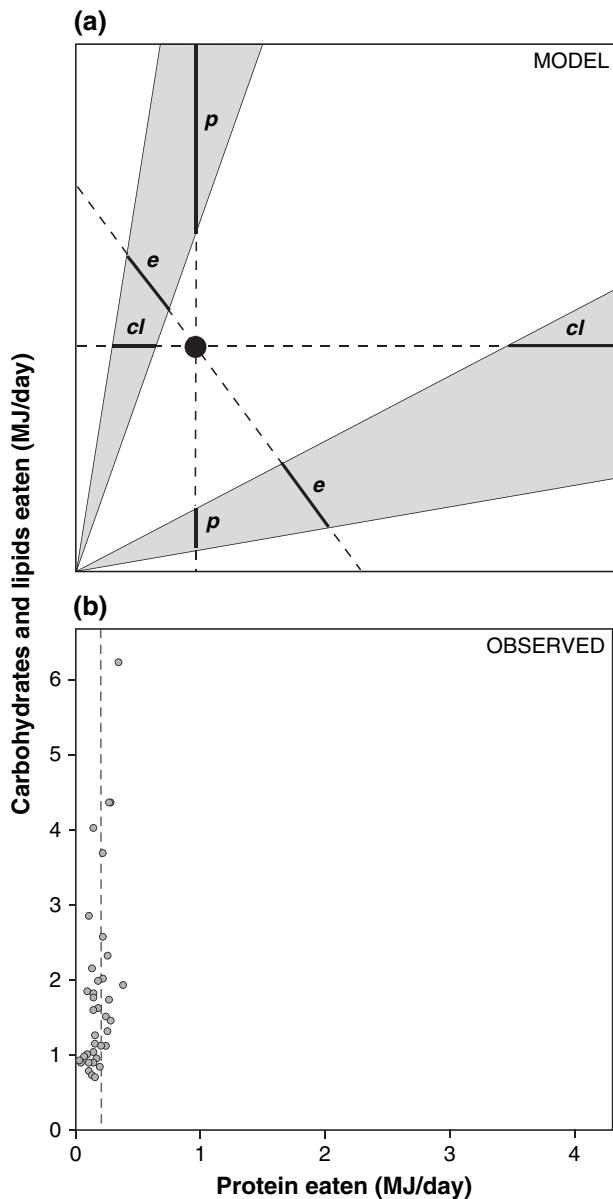 (a)
MODEL
p
e
cl
cl
e
p
Carbohydrates and lipids eaten (MJ/day)
(b)
OBSERVED
6
5
4
3
2
1
0
0 1 2 3 4
Protein eaten (MJ/day)